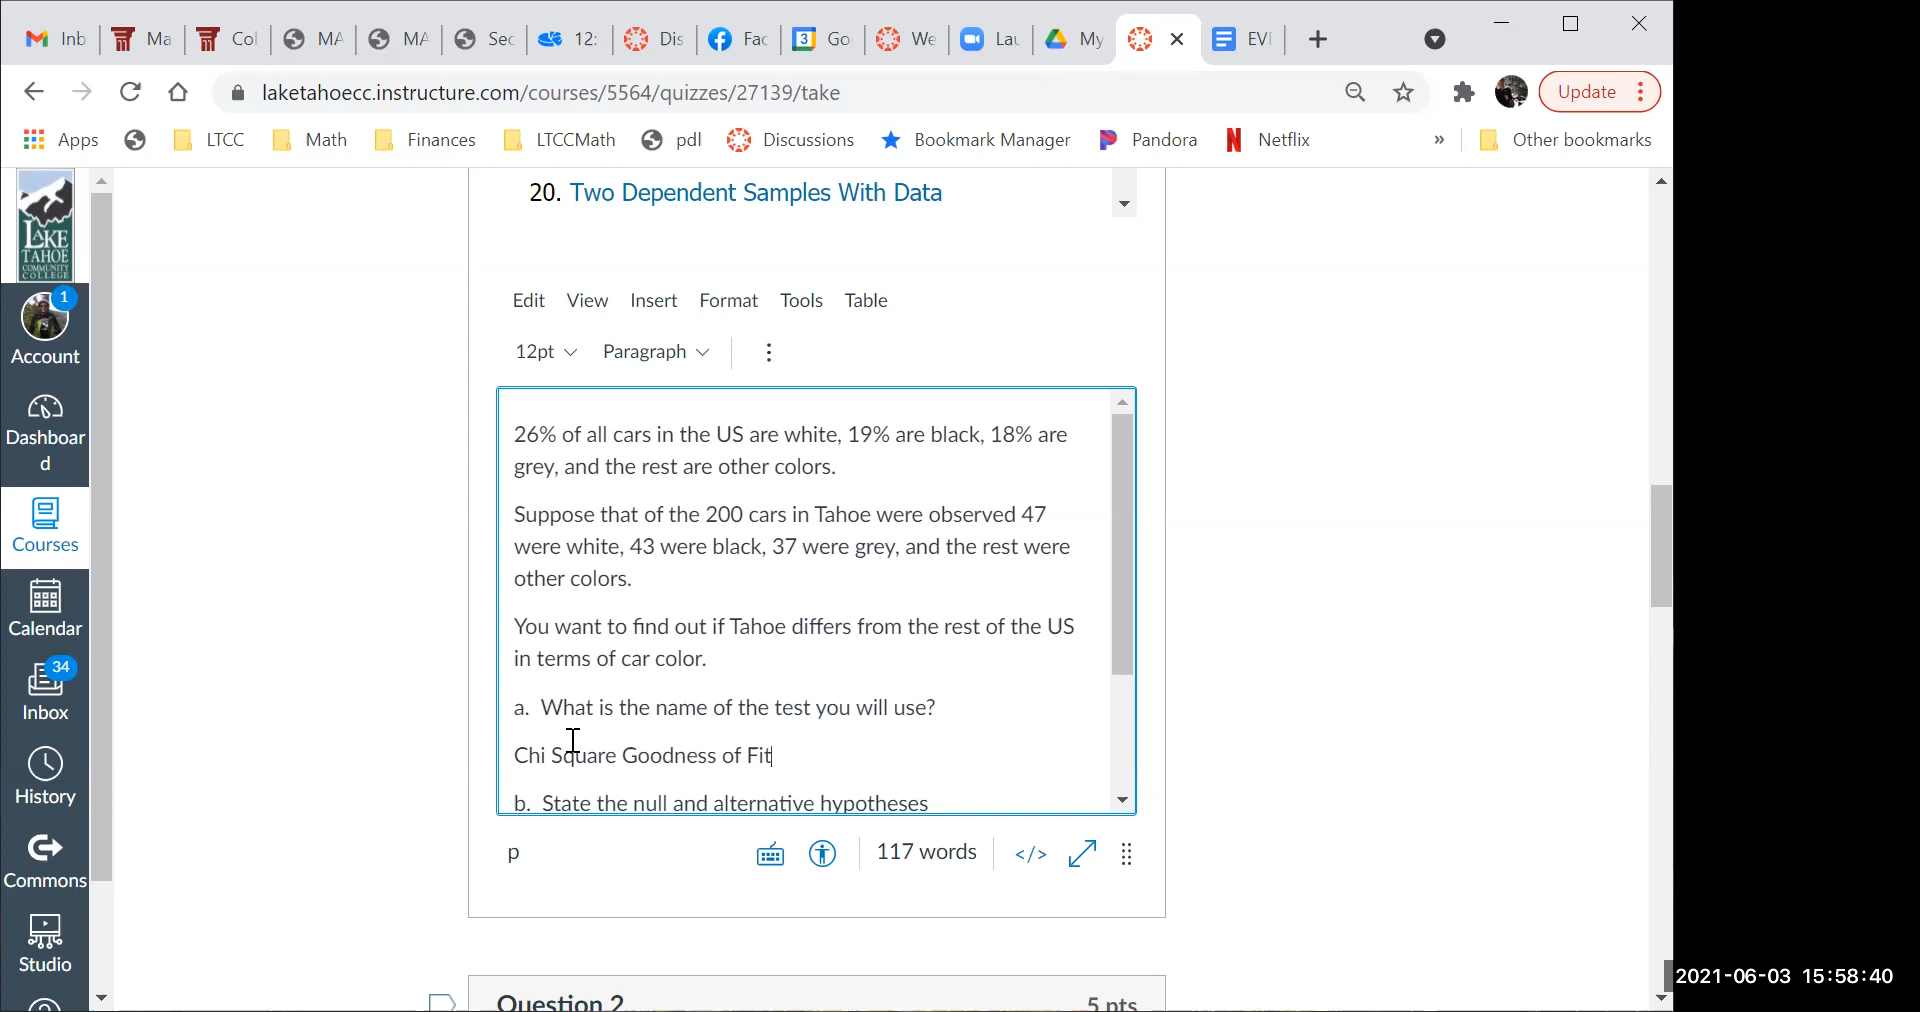 Inb
Ma
Col
MA
MA
Sec
12:
Dis
Fac
3
Go
We
Lau
My
EVI
laketahoecc.instructure.com/courses/5564/quizzes/27139/take
Update
Apps
LTCC
Math
Finances
LTCCMath
pdl
Discussions
Bookmark Manager
Pandora
Netflix
»
Other bookmarks
LAKE
TAHOE
COMMUNITY
COLLEGE
1
Account
Dashboar
d
Courses
Calendar
34
Inbox
History
Commons
Studio
20. Two Dependent Samples With Data
Edit View Insert Format Tools Table
12pt Paragraph
26% of all cars in the US are white, 19% are black, 18% are
grey, and the rest are other colors.
Suppose that of the 200 cars in Tahoe were observed 47
were white, 43 were black, 37 were grey, and the rest were
other colors.
You want to find out if Tahoe differs from the rest of the US
in terms of car color.
a. What is the name of the test you will use?
Chi Square Goodness of Fit
b. State the null and alternative hypotheses
p
117 words
</>
Question 2
5 pts
2021-06-03 15:58:40